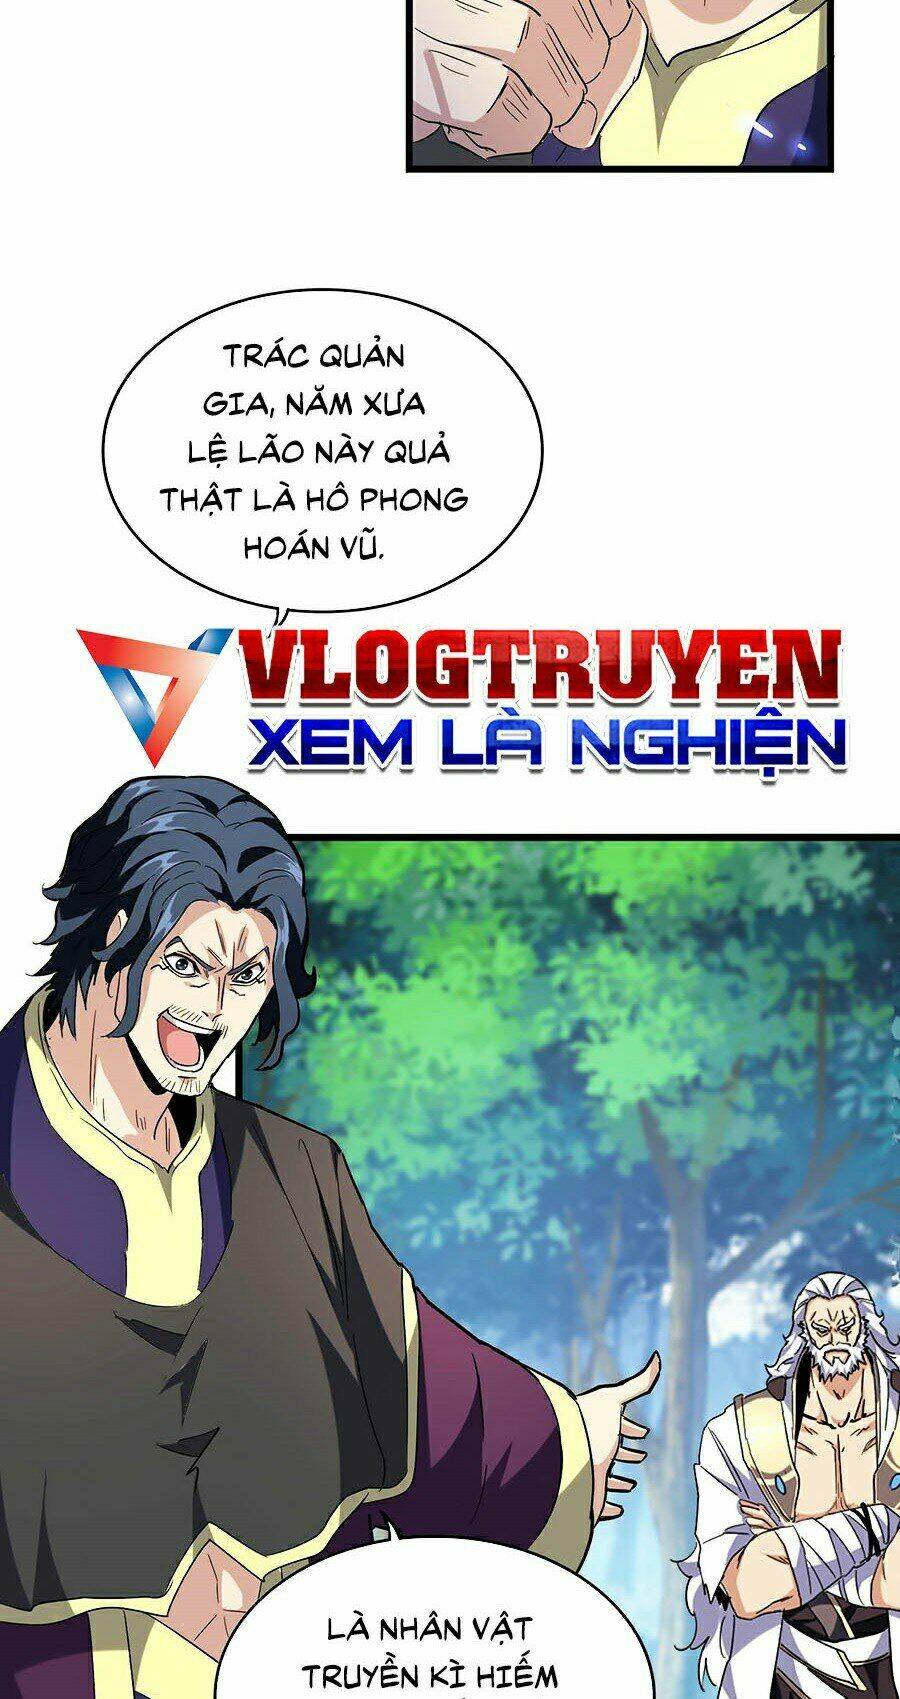 TRÁC QUẢN
GIA, NĂM XƯA
LỆ LÃO NÀY QUẢ
THẬT LÀ HÔ PHONG
HOÁN VŨ.
VLOGTRUYEN
XEM LÀ NGHIỆN
LÀ NHÂN VẬT
TRUYỀN KÌ HIẾM